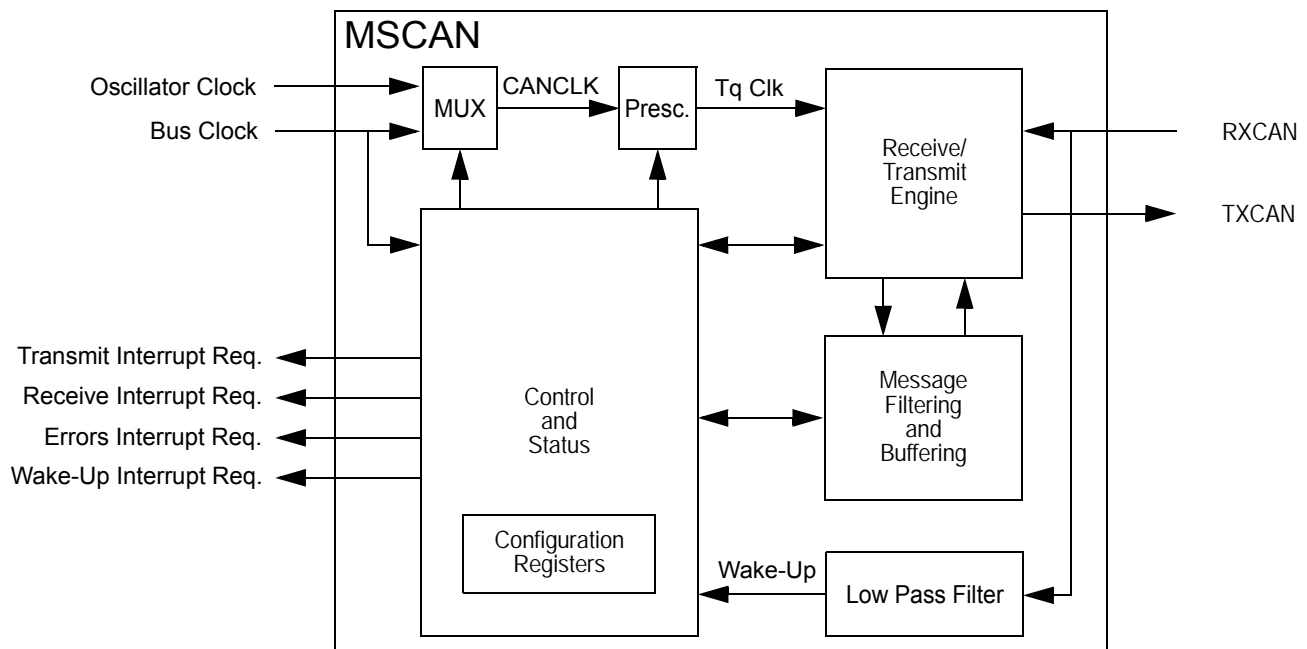 MSCAN
Oscillator Clock
Bus Clock
MUX
CANCLK
Presc.
Tq Clk
Receive/
Transmit
Engine
RXCAN
TXCAN
Transmit Interrupt Req.
Receive Interrupt Req.
Errors Interrupt Req.
Wake-Up Interrupt Req.
Control
and
Status
Message
Filtering
and
Buffering
Configuration
Registers
Wake-Up
Low Pass Filter